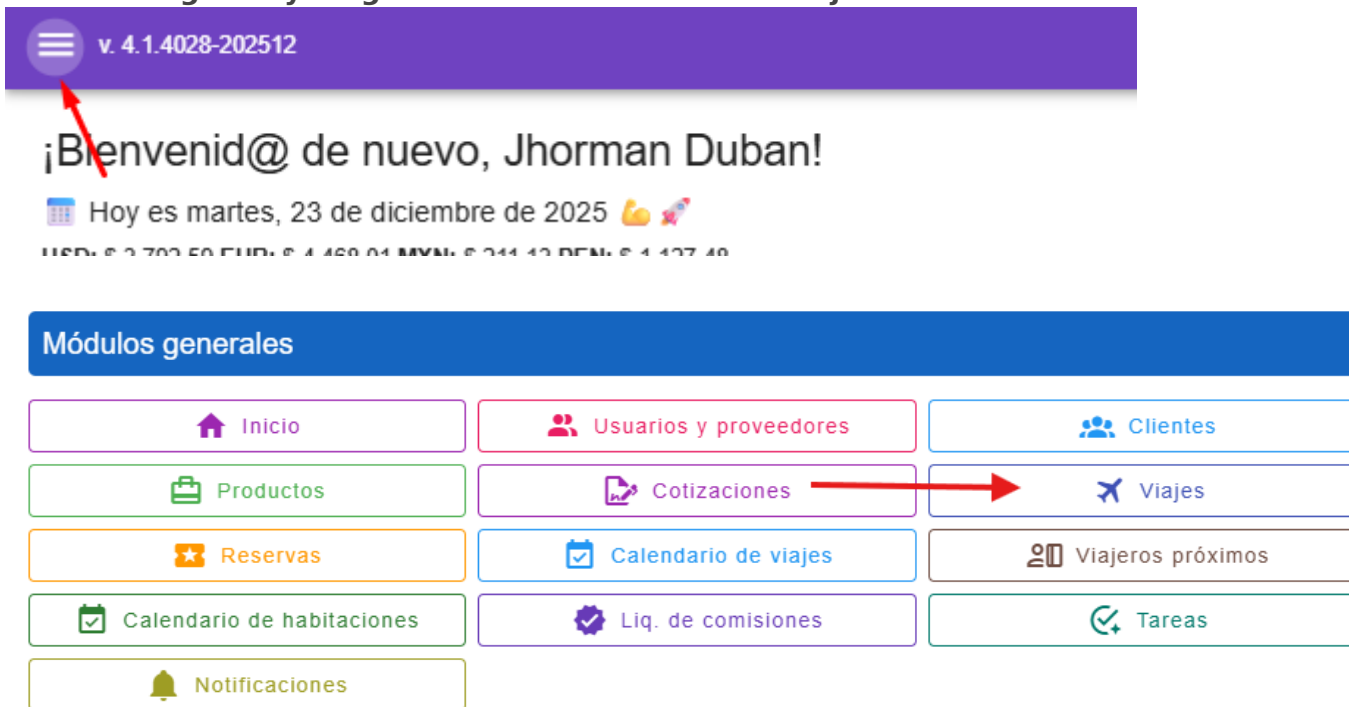 v. 4.1.4028-202512
¡Bienvenid@ de nuevo, Jhorman Duban!
Hoy es martes, 23 de diciembre de 2025
Módulos generales
Inicio
Usuarios y proveedores
Clientes
Productos
Cotizaciones
Viajes
Reservas
Calendario de viajes
Viajeros próximos
Calendario de habitaciones
Liq. de comisiones
Tareas
Notificaciones